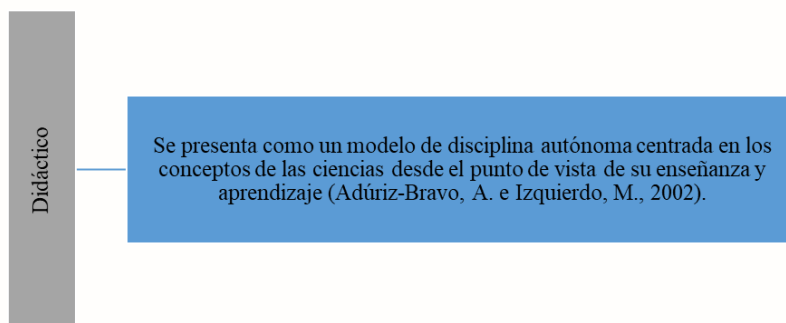 Didáctico
Se presenta como un modelo de disciplina autónoma centrada en los
conceptos de las ciencias desde el punto de vista de su enseñanza y
aprendizaje (Adúriz-Bravo, A. e Izquierdo, M., 2002).